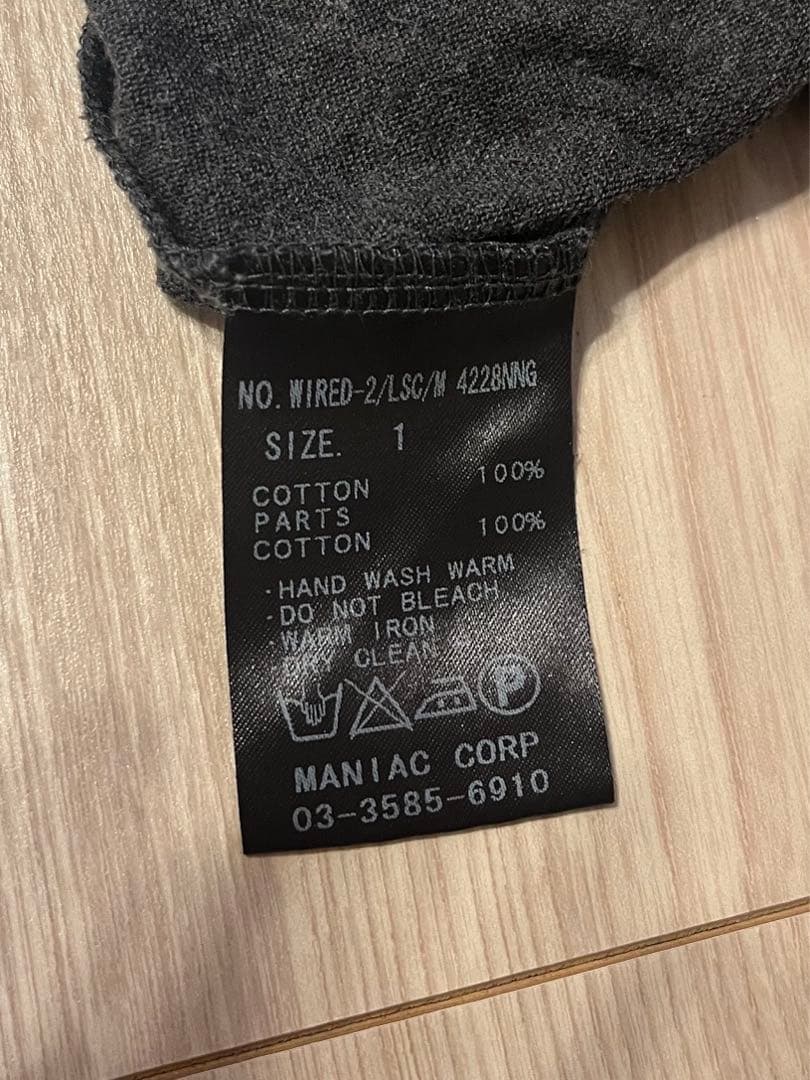 NO. WIRED-2/LSC/M 4228NNG
SIZE. 1
COTTON 100%
PARTS
COTTON 100%
·HAND WASH WARM
·DO NOT BLEACH
·WARM IRON
·DRY CLEAN
P
MANIAC CORP
03-3585-6910